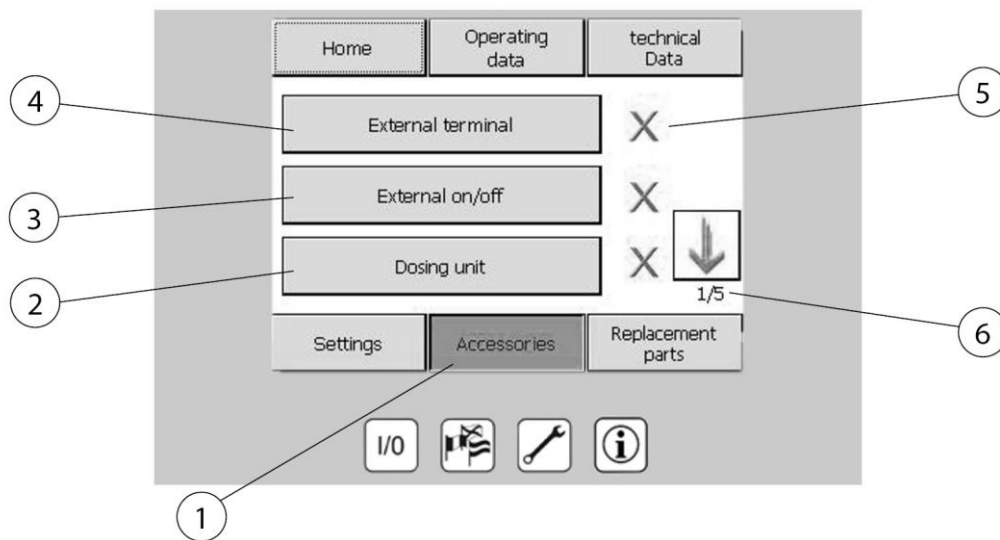 Home
Operating
data
technical
Data
4
External terminal
X
5
3
External on/off
X
2
Dosing unit
X
1/5
6
Settings
Accessories
Replacement
parts
I/0
i
1